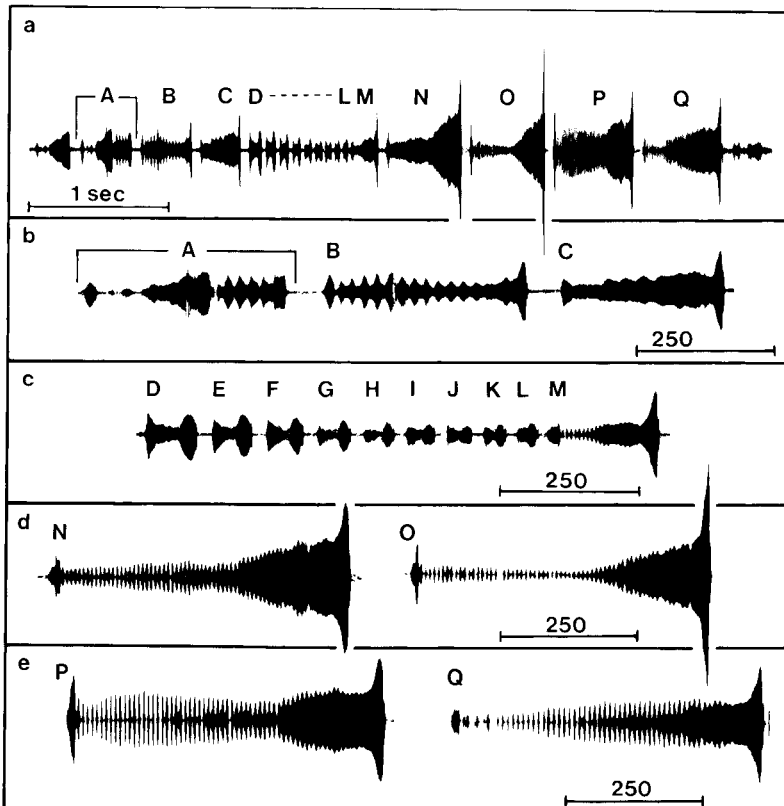 a
A B C D ------ L M N O P Q
1 sec
b
A B C
250
c
D E F G H I J K L M
250
d
N O
250
e
P Q
250